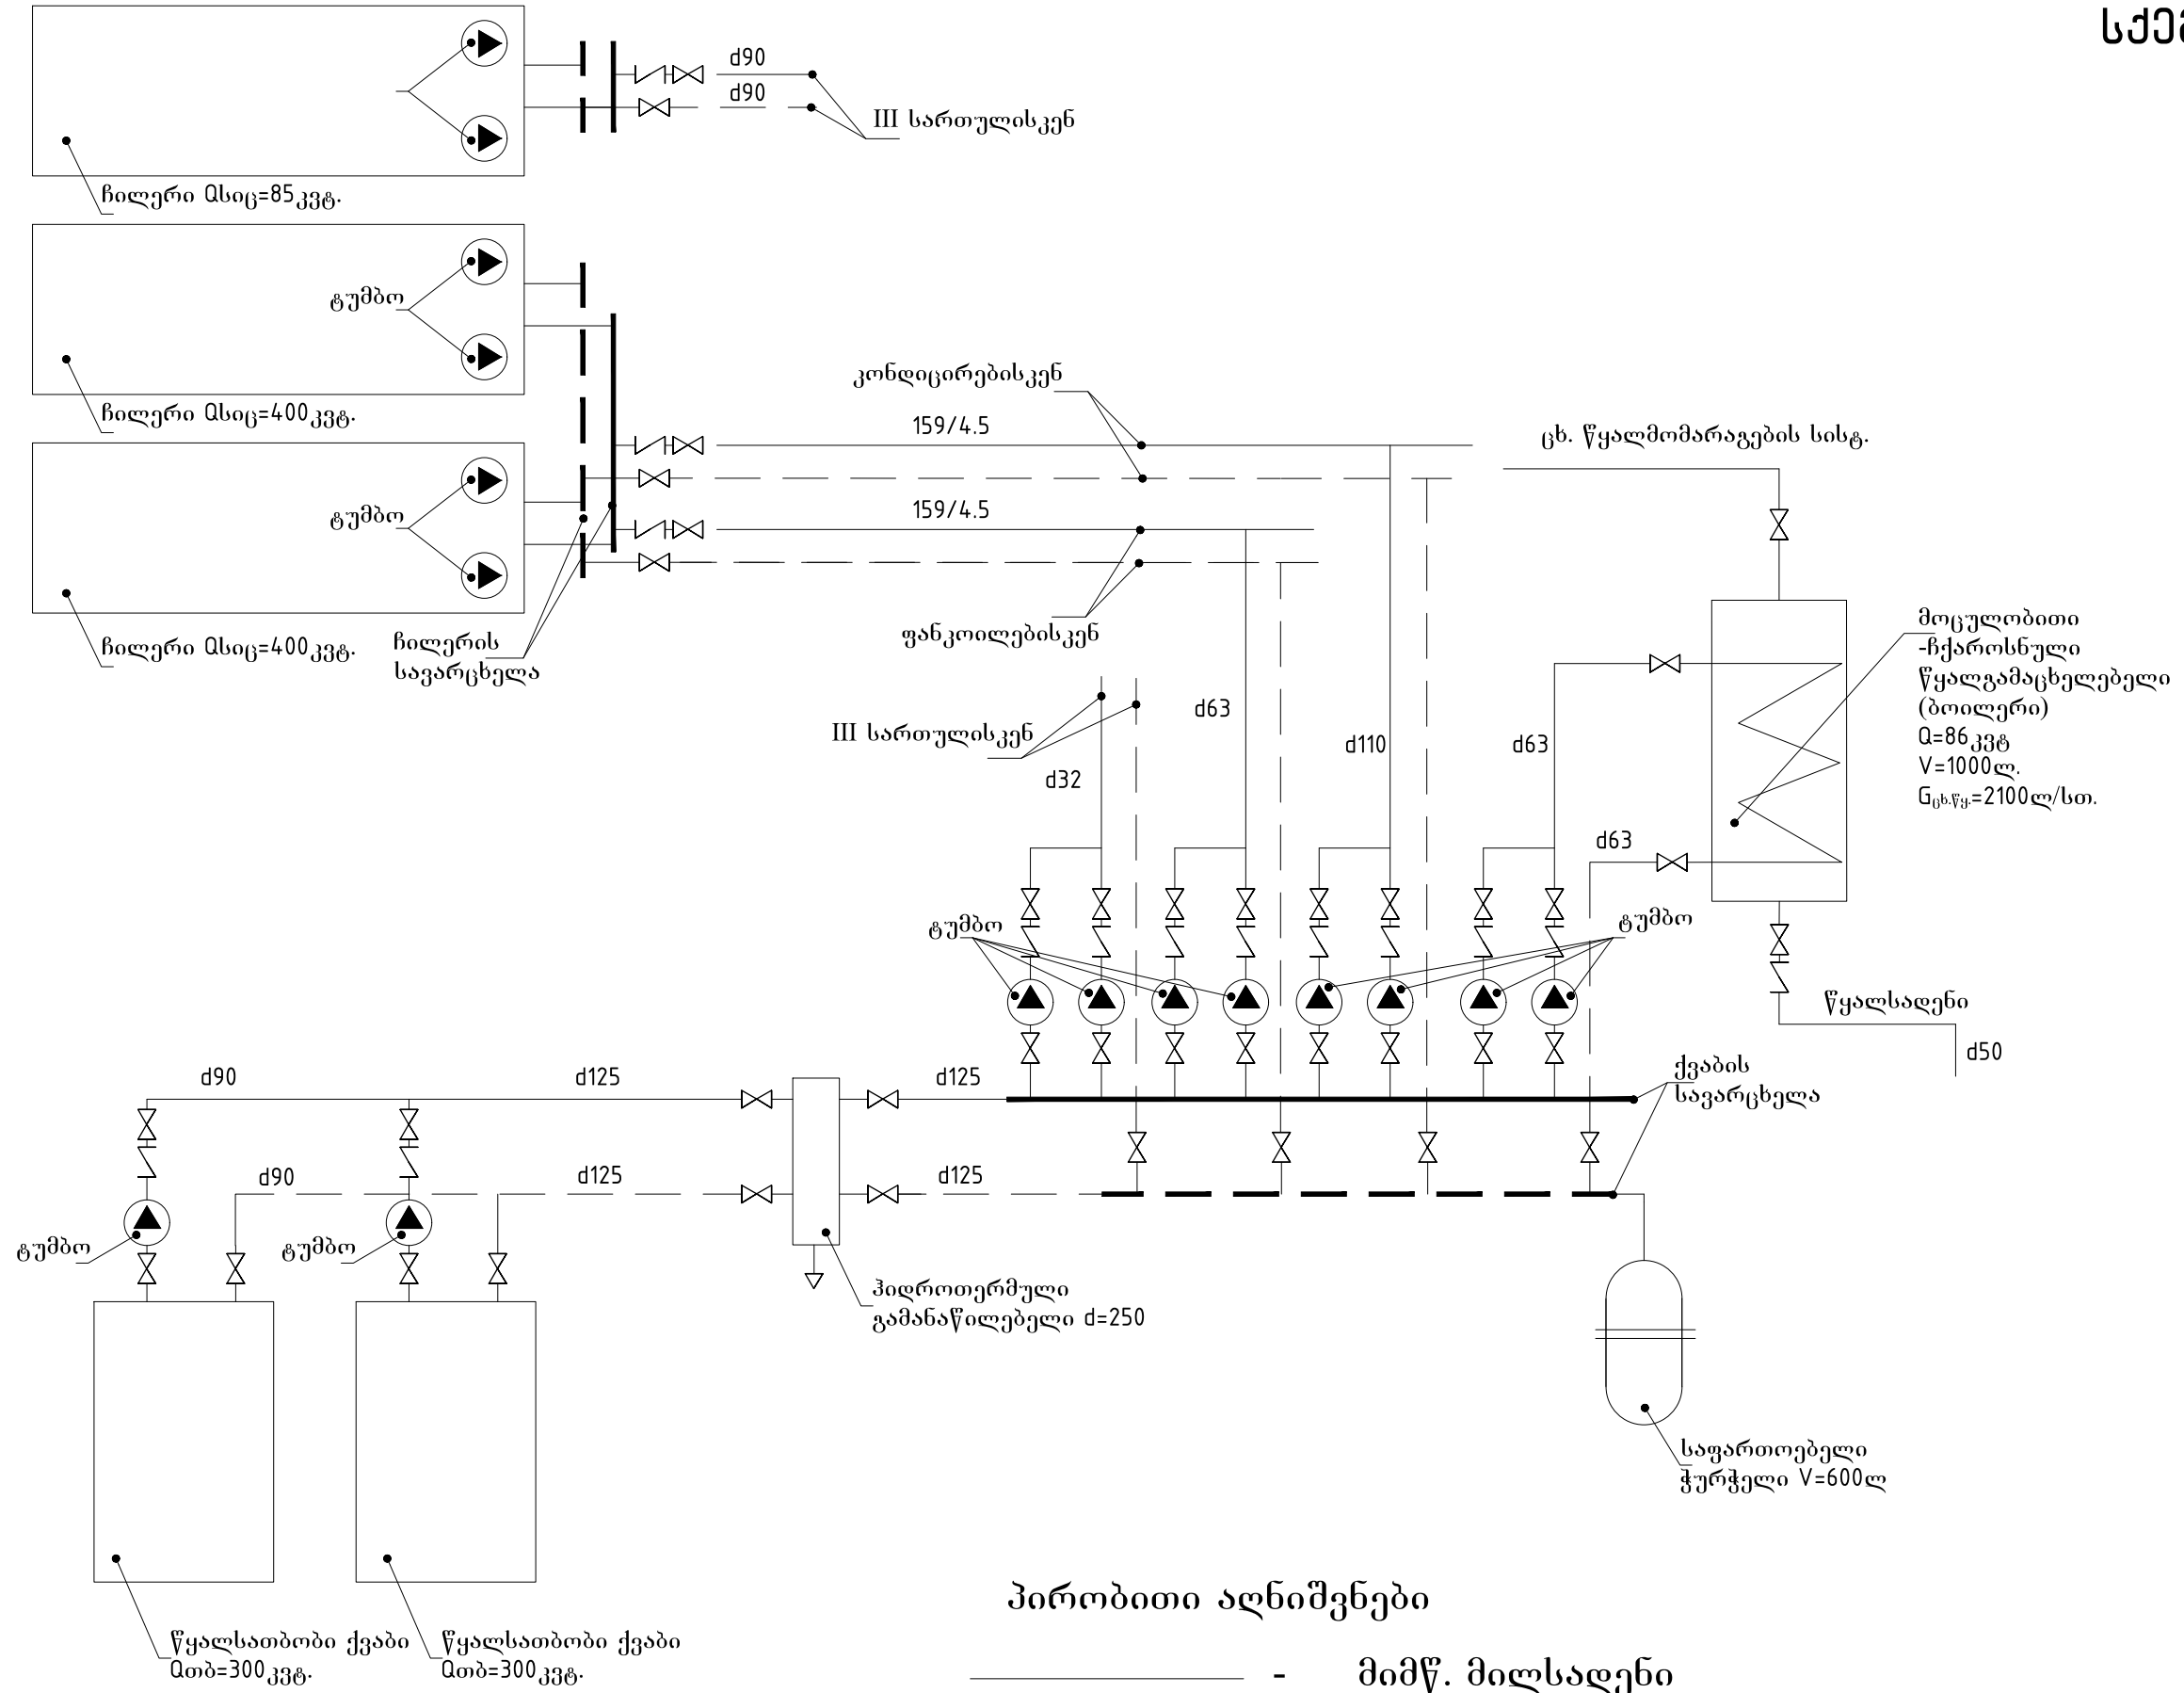 d90
d90
III სართულისკენ
ჩილერი Qსიც=85კვტ.
ტუმბო
ჩილერი Qსიც=400კვტ.
კონდიცირებისკენ
159/4.5
ცხ. წყალმომარაგების სისტ.
ტუმბო
159/4.5
ჩილერი Qსიც=400კვტ.
ჩილერის
სავარცხელა
ფანკოილებისკენ
მოცულობითი
-ჩქაროსნული
წყალგამაცხელებელი
(ბოილერი)
Q=86კვტ
V=1000ლ.
Gცხ.წყ.=2100ლ/სთ.
III სართულისკენ
d32
d63
d110
d63
d63
ტუმბო
ტუმბო
წყალსადენი
d50
ქვაბის
სავარცხელა
d90
d125
d125
d90
d125
d125
ტუმბო
ტუმბო
ჰიდროთერმული
გამანაწილებელი d=250
საფართოებელი
ჭურჭელი V=600ლ
წყალსათბობი ქვაბი
Qთბ=300კვტ.
წყალსათბობი ქვაბი
Qთბ=300კვტ.
პირობითი აღნიშვნები
- მიმწ. მილსადენი